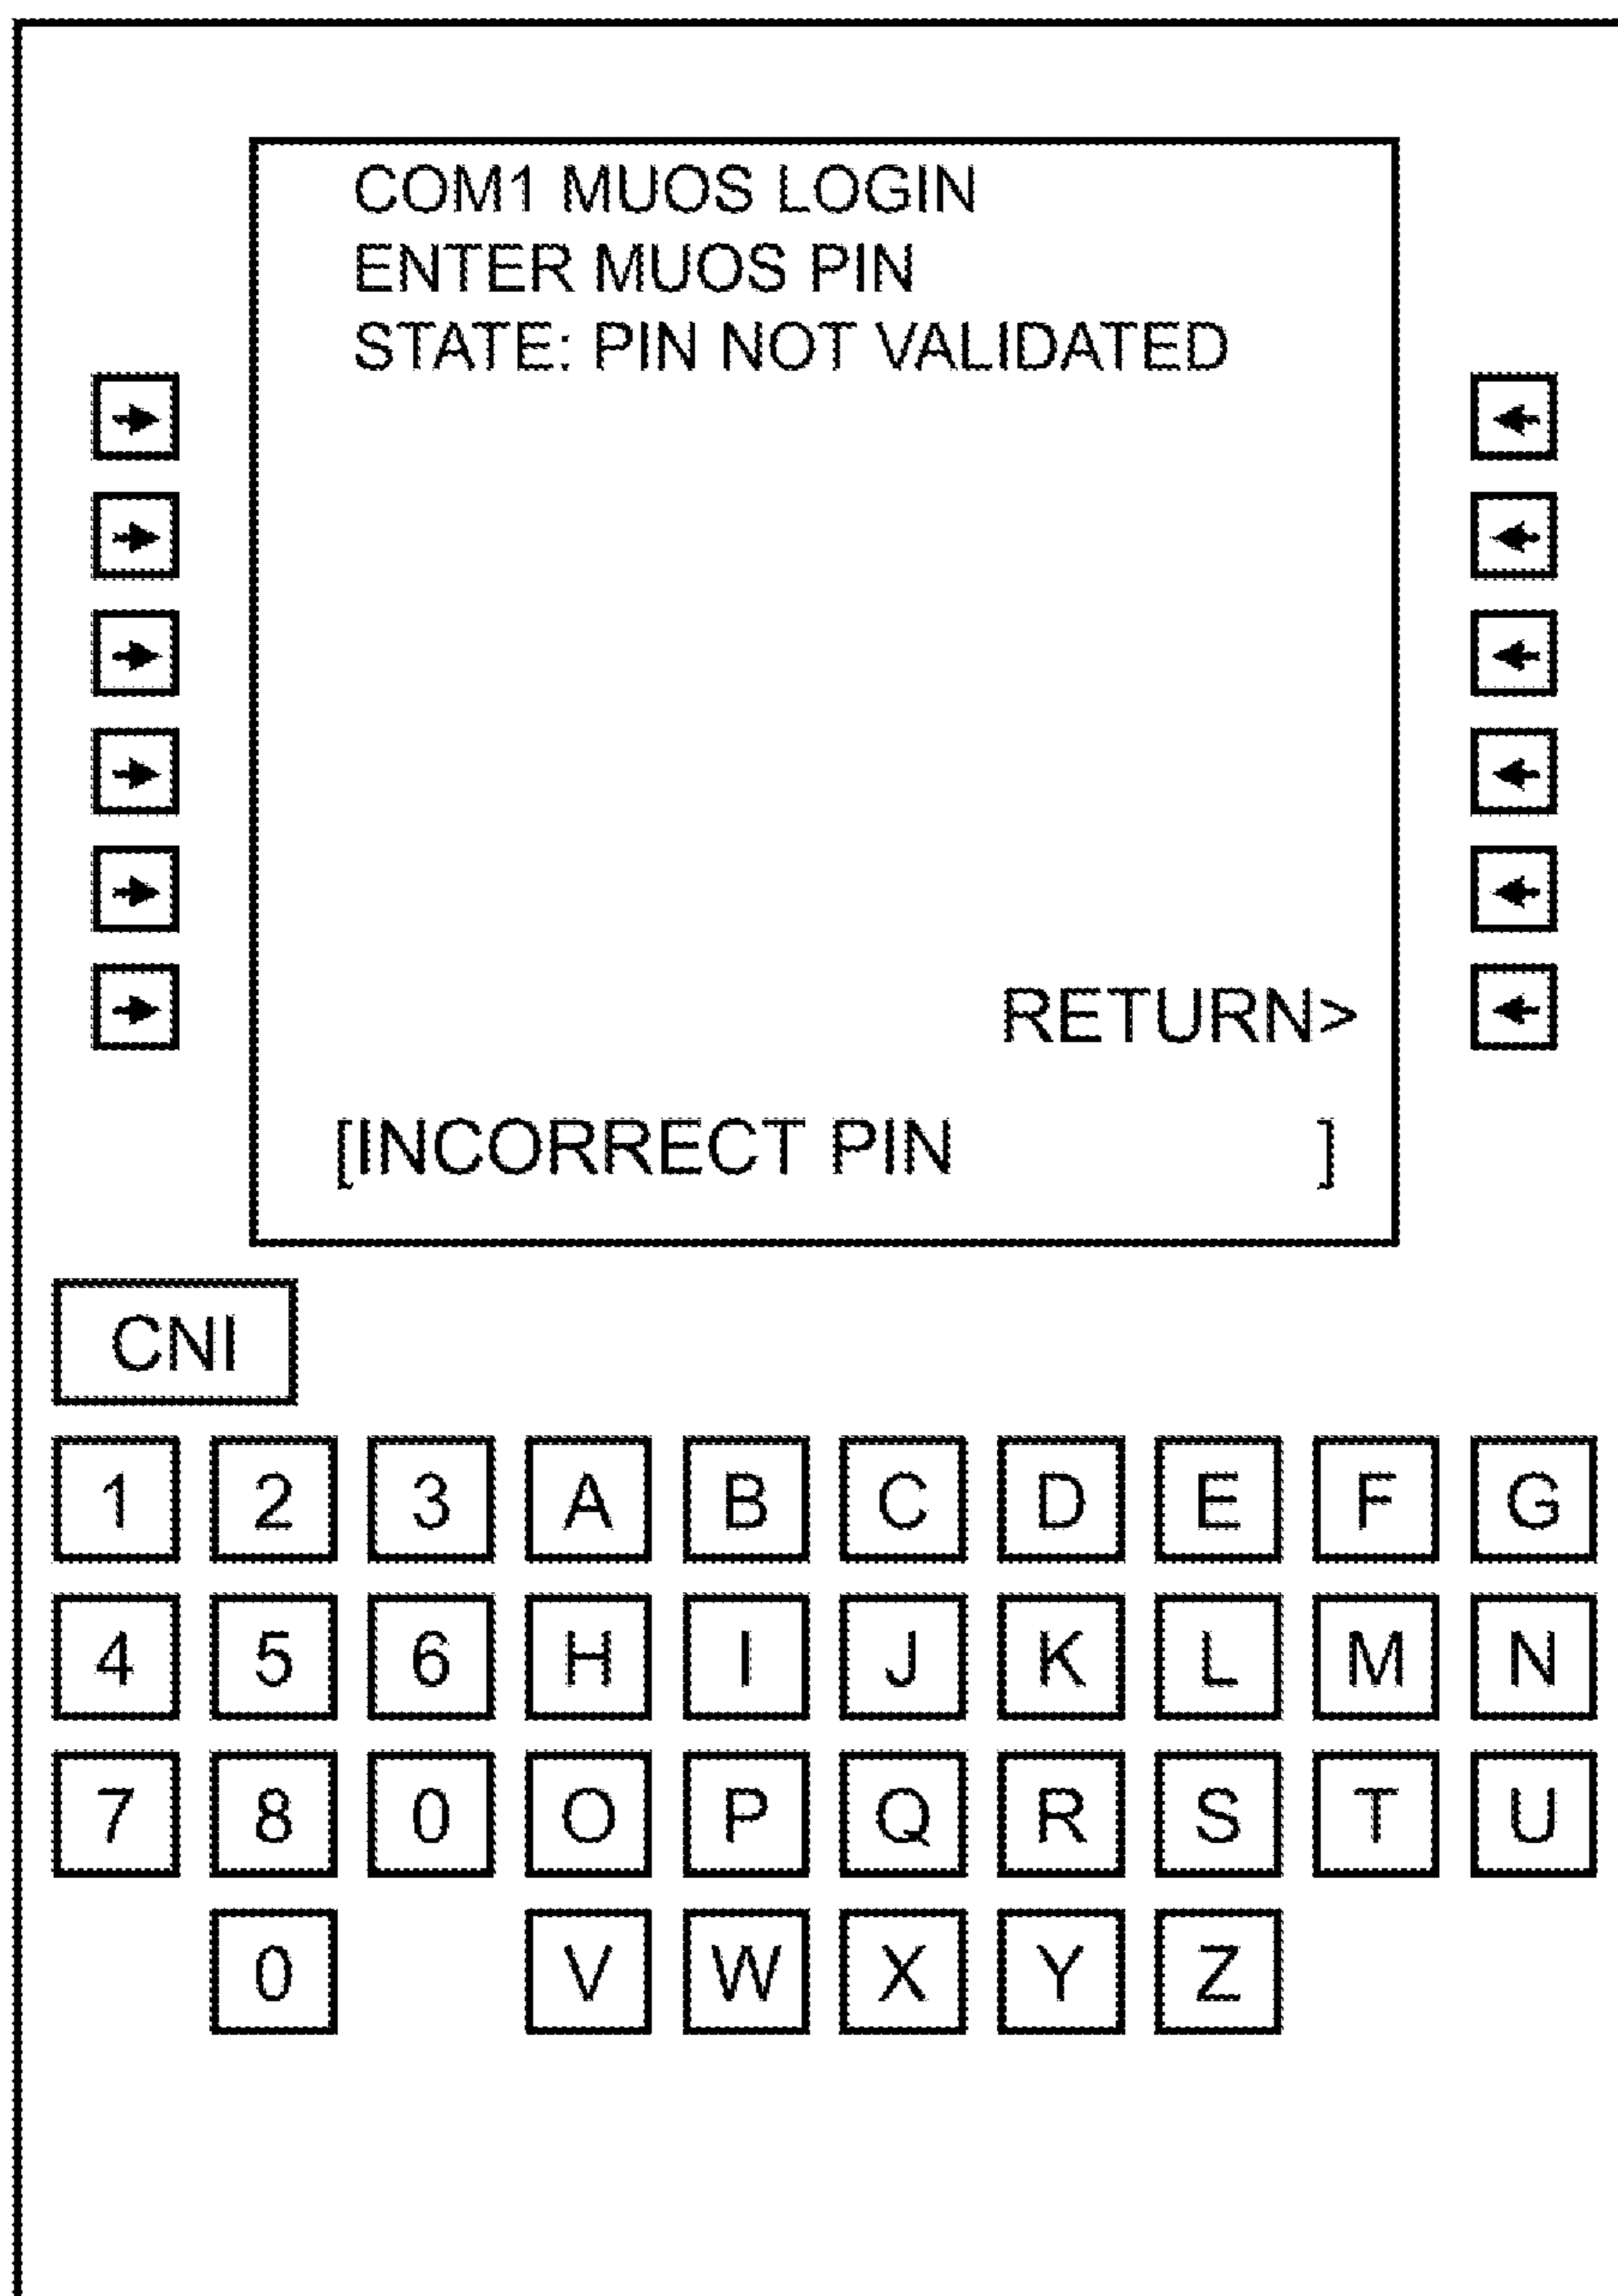 COM1 MUOS LOGIN
ENTER MUOS PIN
STATE: PIN NOT VALIDATED
RETURN>
[INCORRECT PIN ]
CNI
1 2 3 A B C D E F G
4 5 6 H I J K L M N
7 8 0 O P Q R S T U
0 V W X Y Z